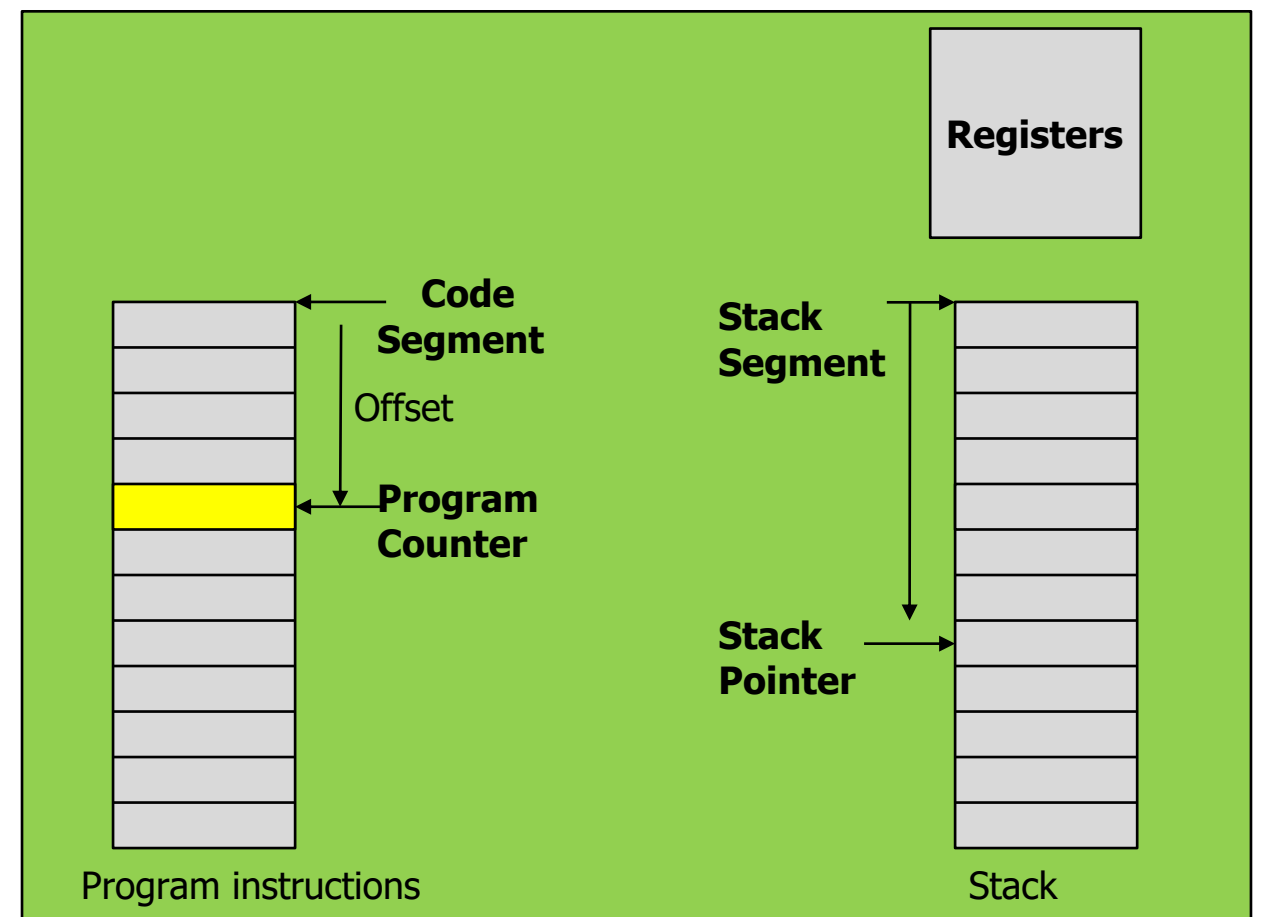 Registers
Code
Segment
Offset
Program
Counter
Stack
Segment
Stack
Pointer
Program instructions
Stack